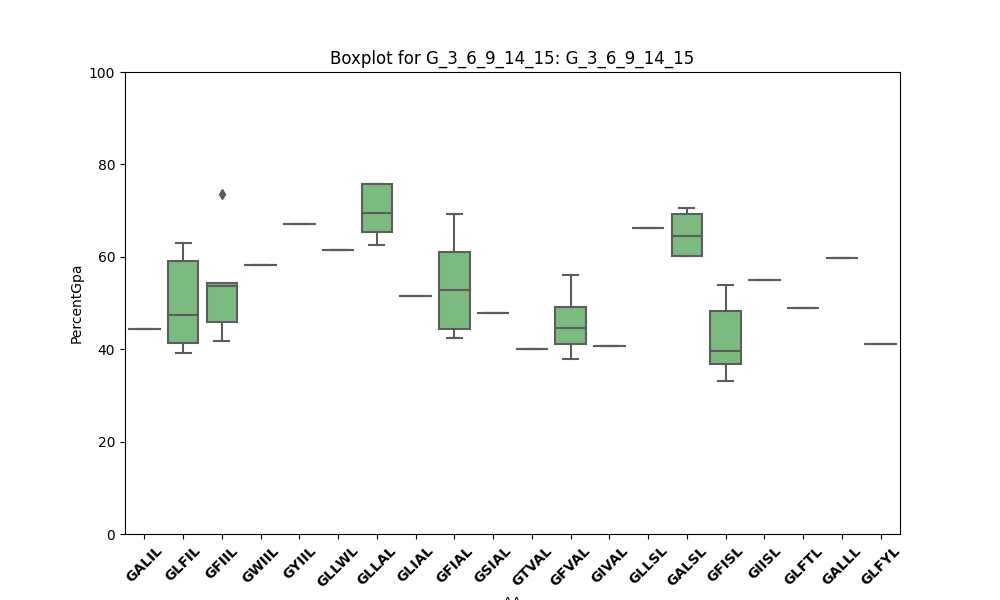 Boxplot for G_3_6_9_14_15: G_3_6_9_14_15
PercentGpa
100
80
60
40
20
0
GALIL
GLFIL
GFIIL
GWIIL
GYIIL
GLLWL
GLLAL
GLIAL
GFIAL
GSIAL
GTVAL
GFVAL
GIVAL
GLLSL
GALSL
GFISL
GIISL
GLFTL
GALLL
GLFYL